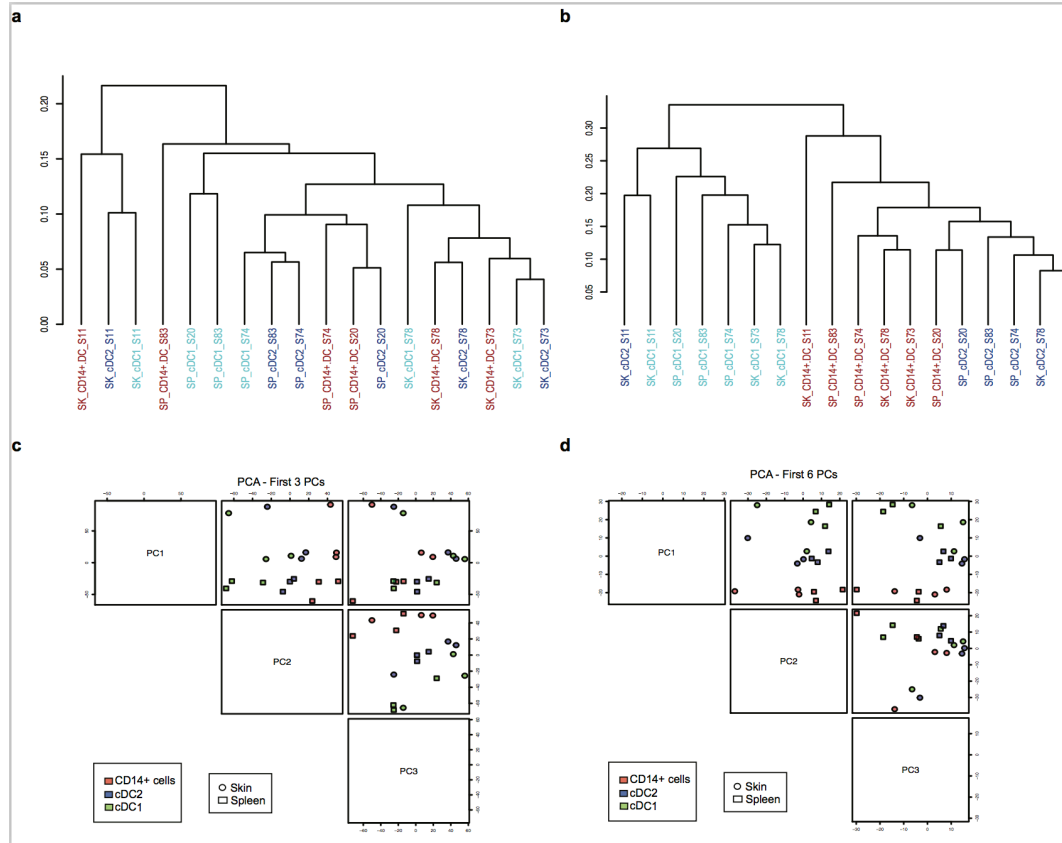 a
b
0.00
0.05
0.10
0.15
0.20
SK_CD14+.DC_S11
SK_cDC2_S11
SK_cDC1_S11
SP_CD14+.DC_S83
SP_cDC1_S20
SP_cDC1_S83
SP_cDC1_S74
SP_cDC2_S83
SP_cDC2_S74
SP_CD14+.DC_S74
SP_CD14+.DC_S20
SP_cDC2_S20
SK_cDC1_S78
SK_CD14+.DC_S78
SK_cDC2_S78
SK_CD14+.DC_S73
SK_cDC1_S73
SK_cDC2_S73
0.05
0.10
0.15
0.20
0.25
0.30
SK_cDC2_S11
SK_cDC1_S11
SP_cDC1_S20
SP_cDC1_S83
SP_cDC1_S74
SK_cDC1_S73
SK_cDC1_S78
SK_CD14+.DC_S11
SP_CD14+.DC_S83
SP_CD14+.DC_S74
SK_CD14+.DC_S78
SK_CD14+.DC_S73
SP_CD14+.DC_S20
SP_cDC2_S20
SP_cDC2_S83
SP_cDC2_S74
SK_cDC2_S78
c
d
PCA - First 3 PCs
PC1
PC2
PC3
CD14+ cells
cDC2
cDC1
Skin
Spleen
PCA - First 6 PCs
PC1
PC2
PC3
CD14+ cells
cDC2
cDC1
Skin
Spleen